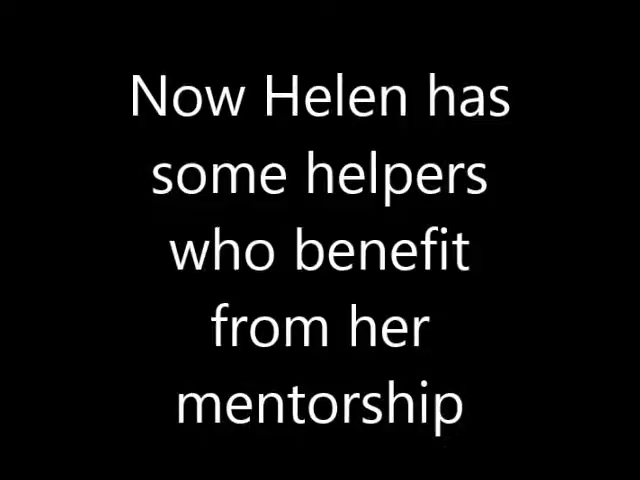 Now Helen has
some helpers
who benefit
from her
mentorship